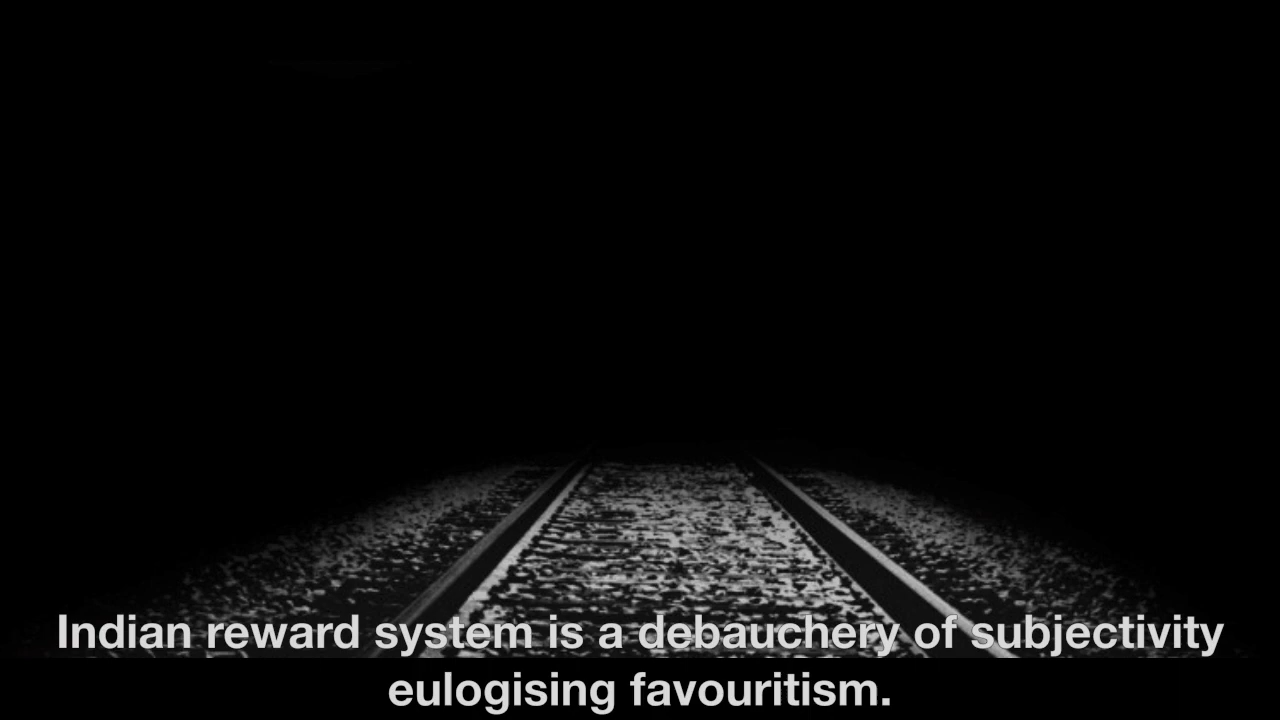 Indian reward system is a debauchery of subjectivity
eulogising favouritism.